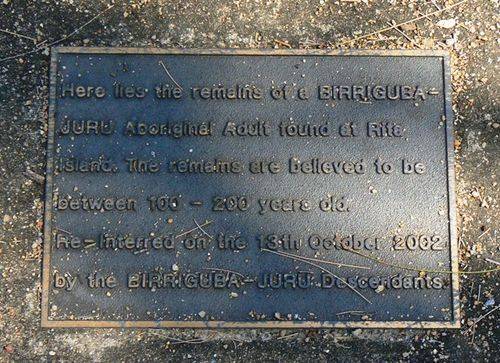 Here lies the remains of a BIRRIGUBA-
JURU Aboriginal Adult found at Rita
Island. The remains are believed to be
between 100 - 200 years old.
Re-Interred on the 13th October 2002
by the BIRRIGUBA-JURU Descendants